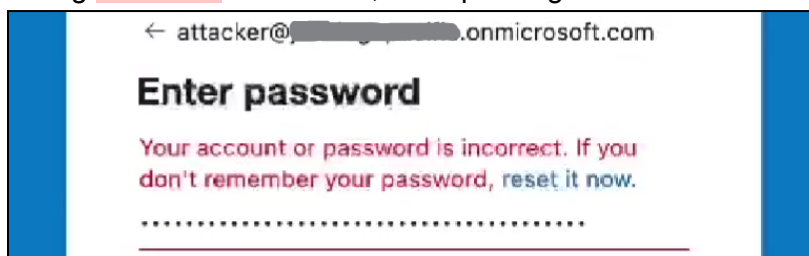 ← attacker@ .onmicrosoft.com
Enter password
Your account or password is incorrect. If you
don't remember your password, reset it now.